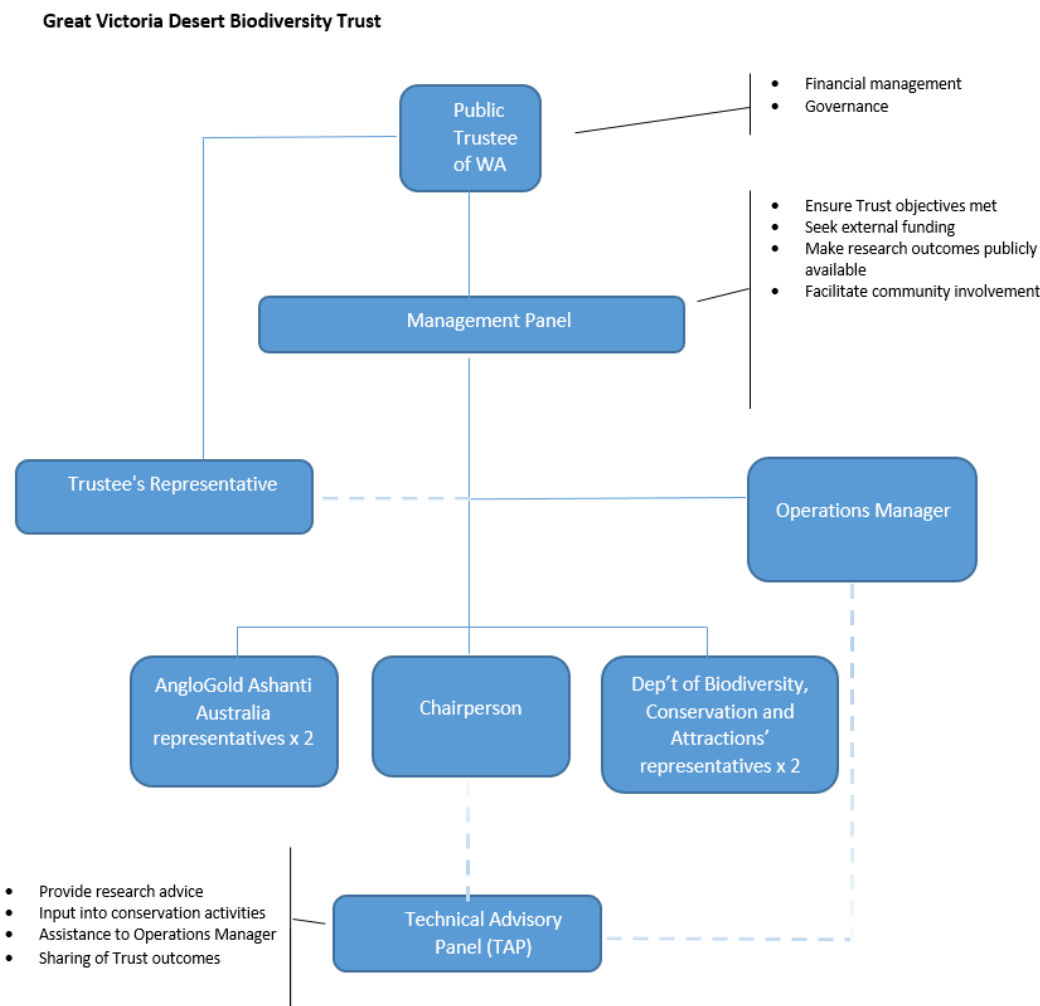 Great Victoria Desert Biodiversity Trust
Public
Trustee
of WA
• Financial management
• Governance
• Ensure Trust objectives met
• Seek external funding
• Make research outcomes publicly
available
• Facilitate community involvement
Management Panel
Trustee's Representative
Operations Manager
AngloGold Ashanti
Australia
representatives x 2
Chairperson
Dep’t of Biodiversity,
Conservation and
Attractions’
representatives x 2
• Provide research advice
• Input into conservation activities
• Assistance to Operations Manager
• Sharing of Trust outcomes
Technical Advisory
Panel (TAP)